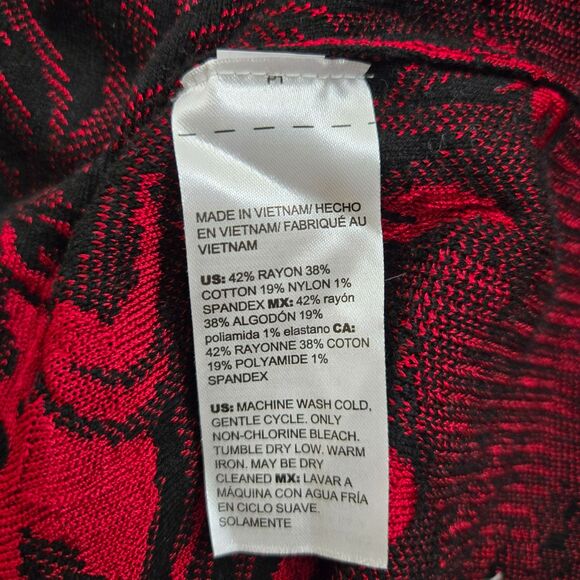 MADE IN VIETNAM/ HECHO
EN VIETNAM/ FABRIQUÉ AU
VIETNAM
US: 42% RAYON 38%
COTTON 19% NYLON 1%
SPANDEX MX: 42% rayón
38% ALGODÓN 19%
poliamida 1% elastano CA:
42% RAYONNE 38% COTON
19% POLYAMIDE 1%
SPANDEX
US: MACHINE WASH COLD,
GENTLE CYCLE. ONLY
NON-CHLORINE BLEACH.
TUMBLE DRY LOW. WARM
IRON. MAY BE DRY
CLEANED MX: LAVAR A
MÁQUINA CON AGUA FRÍA
EN CICLO SUAVE.
SOLAMENTE